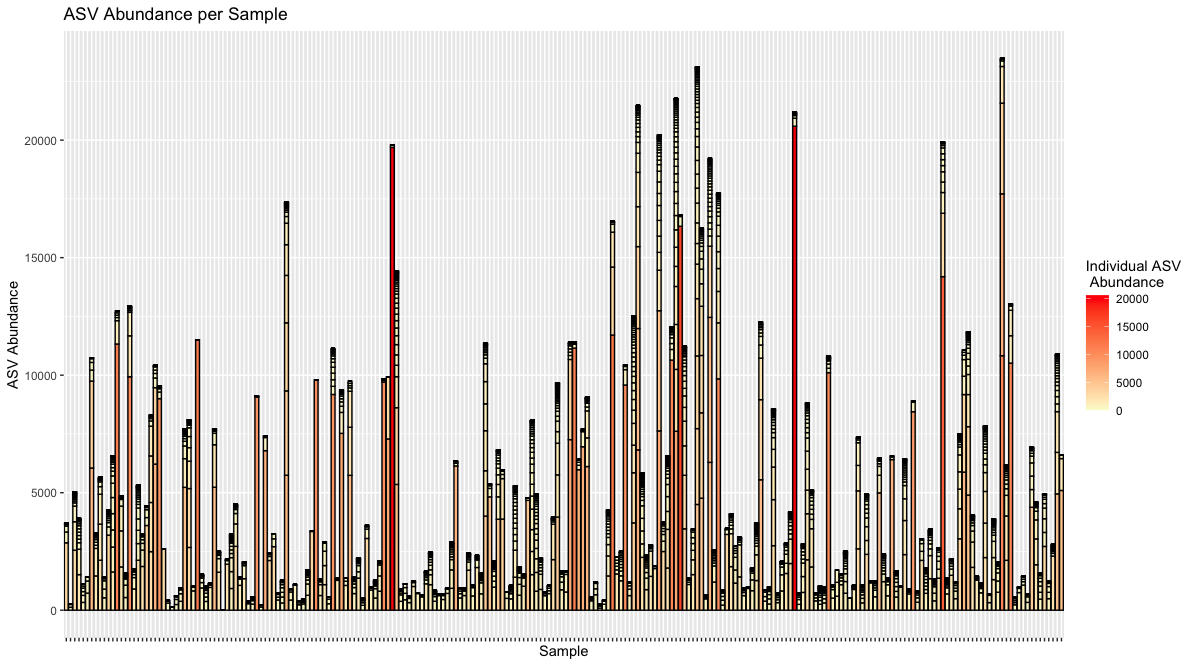 ASV Abundance per Sample
ASV Abundance
20000
15000
10000
5000
0
Sample
Individual ASV
Abundance
20000
15000
10000
5000
0